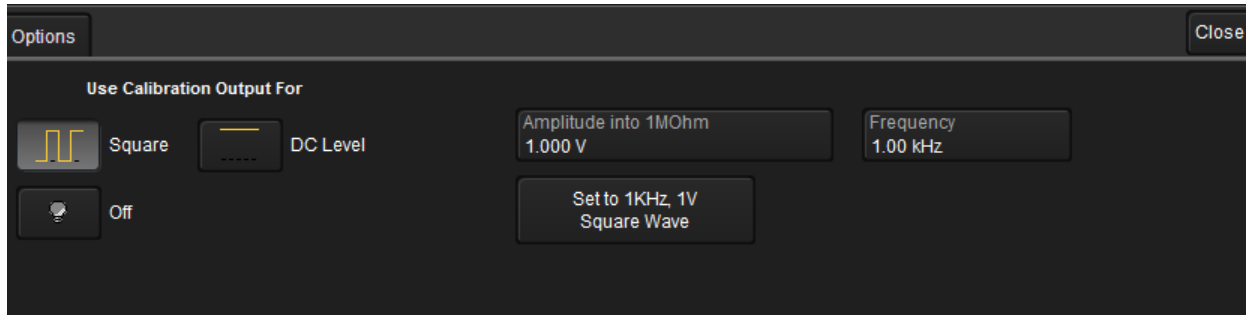 Options
Close
Use Calibration Output For
Square
DC Level
Amplitude into 1MOhm
1.000 V
Frequency
1.00 kHz
Off
Set to 1KHz, 1V
Square Wave